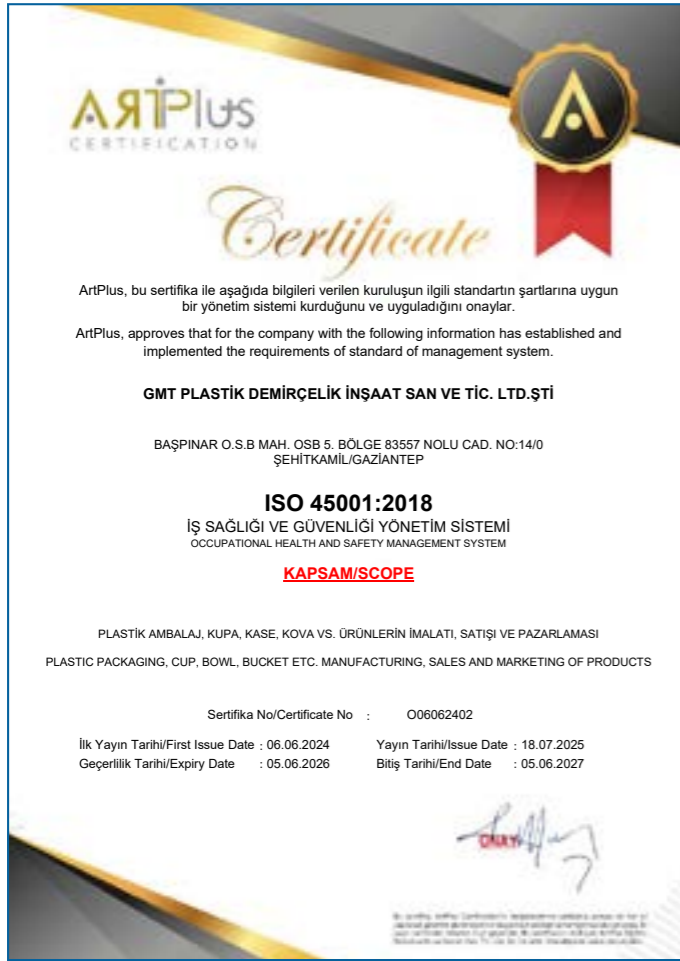 ARTPlus
CERTIFICATION
Certificate
ArtPlus, bu sertifika ile aşağıda bilgileri verilen kuruluşun ilgili standartın şartlarına uygun
bir yönetim sistemi kurduğunu ve uyguladığını onaylar.
ArtPlus, approves that for the company with the following information has established and
implemented the requirements of standard of management system.
GMT PLASTİK DEMİRÇELİK İNŞAAT SAN VE TİC. LTD.ŞTİ
BAŞPINAR O.S.B MAH. OSB 5. BÖLGE 83557 NOLU CAD. NO:14/0
ŞEHİTKAMİL/GAZİANTEP
ISO 45001:2018
İŞ SAĞLIĞI VE GÜVENLİĞİ YÖNETİM SİSTEMİ
OCCUPATIONAL HEALTH AND SAFETY MANAGEMENT SYSTEM
KAPSAM/SCOPE
PLASTİK AMBALAJ, KUPA, KASE, KOVA VS. ÜRÜNLERİN İMALATI, SATIŞI VE PAZARLAMASI
PLASTIC PACKAGING, CUP, BOWL, BUCKET ETC. MANUFACTURING, SALES AND MARKETING OF PRODUCTS
Sertifika No/Certificate No : O06062402
İlk Yayın Tarihi/First Issue Date : 06.06.2024 Yayın Tarihi/Issue Date : 18.07.2025
Geçerlilik Tarihi/Expiry Date : 05.06.2026 Bitiş Tarihi/End Date : 05.06.2027
ONAY